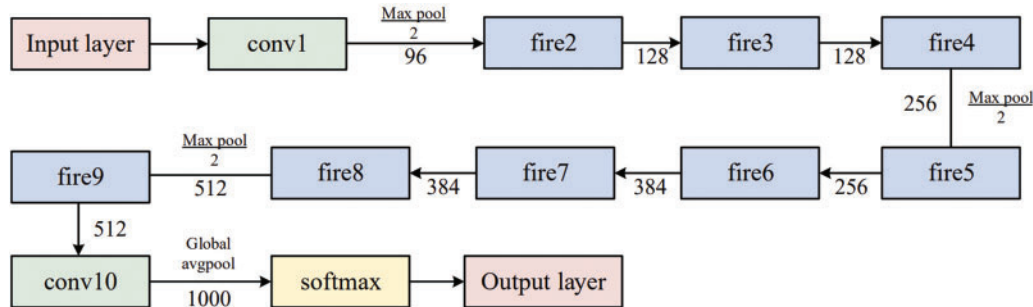 Input layer
conv1
Max pool
2
96
fire2
128
fire3
128
fire4
256
Max pool
2
fire5
256
fire6
384
fire7
384
fire8
Max pool
2
512
fire9
512
conv10
Global
avgpool
1000
softmax
Output layer